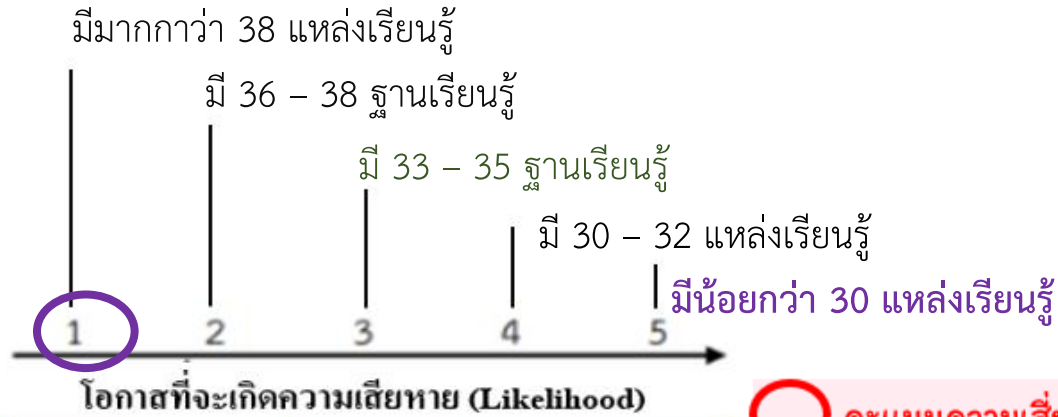 มีมากกาว่า 38 แหล่งเรียนรู้
มี 36 – 38 ฐานเรียนรู้
มี 33 – 35 ฐานเรียนรู้
มี 30 – 32 แหล่งเรียนรู้
มีน้อยกว่า 30 แหล่งเรียนรู้
1 2 3 4 5
โอกาสที่จะเกิดความเสียหาย (Likelihood)